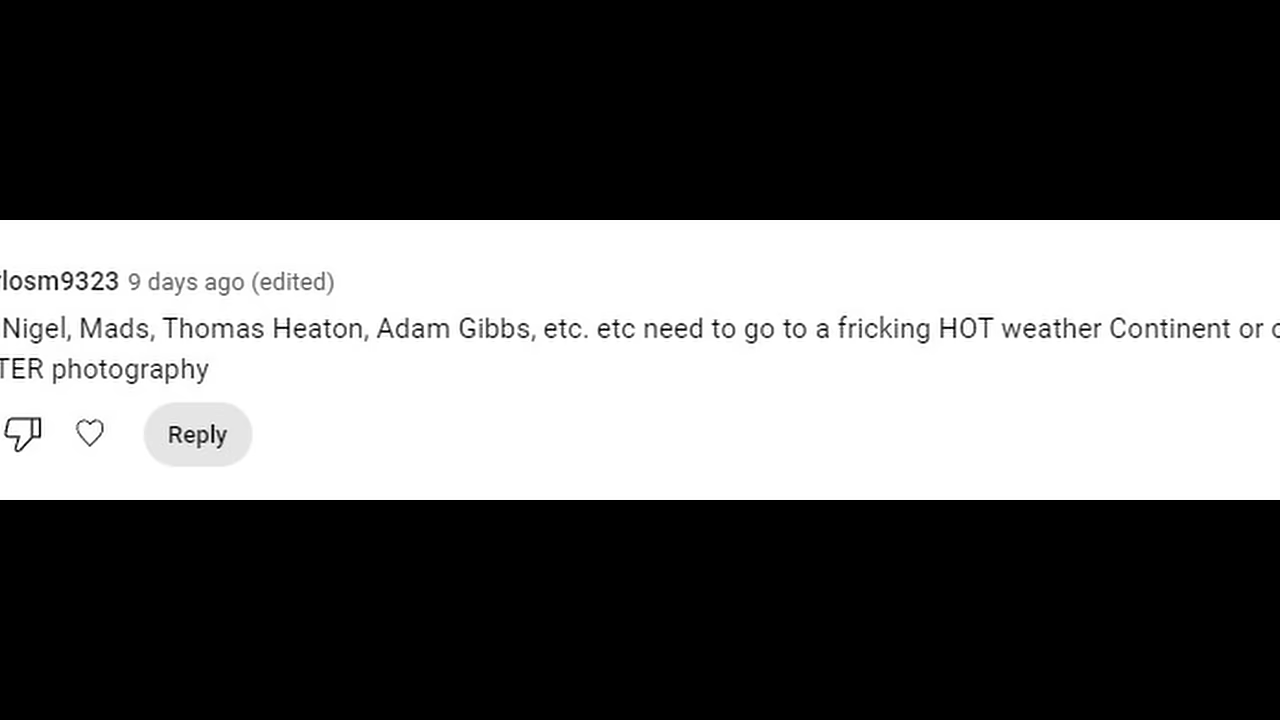 losm9323 9 days ago (edited)
Nigel, Mads, Thomas Heaton, Adam Gibbs, etc. etc need to go to a fricking HOT weather Continent or
TER photography
Reply